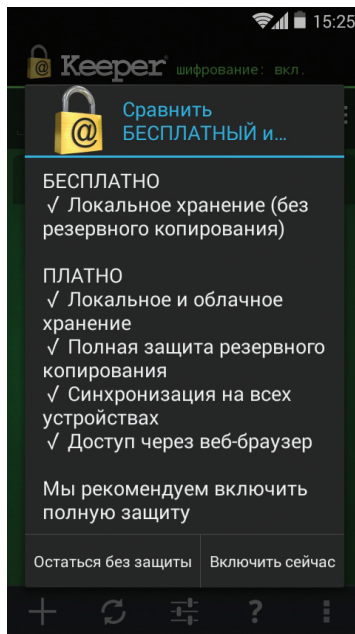 15:25
Keeper® шифрование: вкл.
Сравнить
БЕСПЛАТНЫЙ и...
БЕСПЛАТНО
√ Локальное хранение (без
резервного копирования)
ПЛАТНО
√ Локальное и облачное
хранение
√ Полная защита резервного
копирования
√ Синхронизация на всех
устройствах
√ Доступ через веб-браузер
Мы рекомендуем включить
полную защиту
Остаться без защиты Включить сейчас